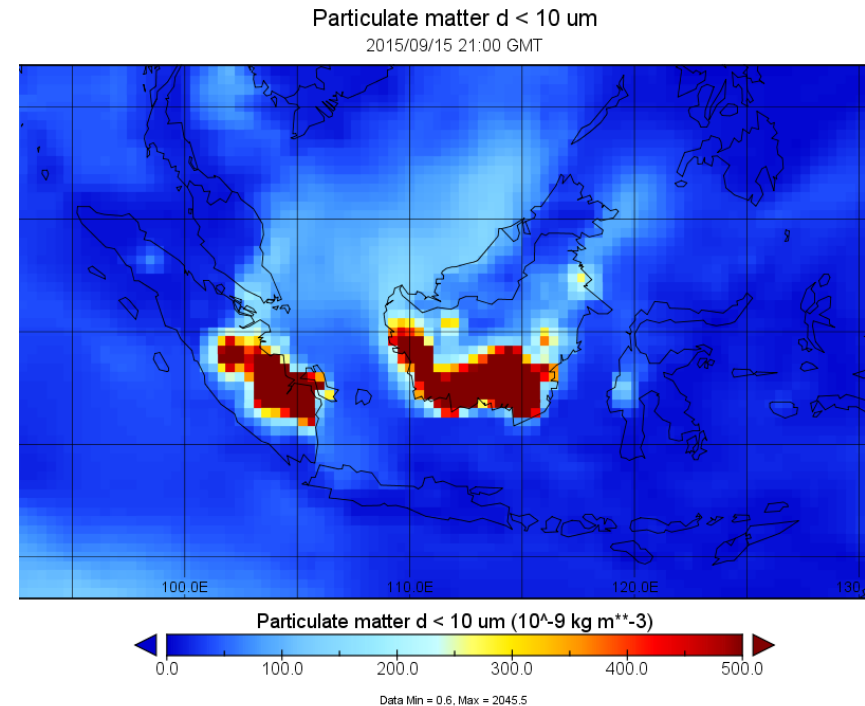 Particulate matter d < 10 um
2015/09/15 21:00 GMT
100.0E 110.0E 120.0E 130.
Particulate matter d < 10 um (10^-9 kg m**-3)
0.0 100.0 200.0 300.0 400.0 500.0
Data Min = 0.6, Max = 2045.5